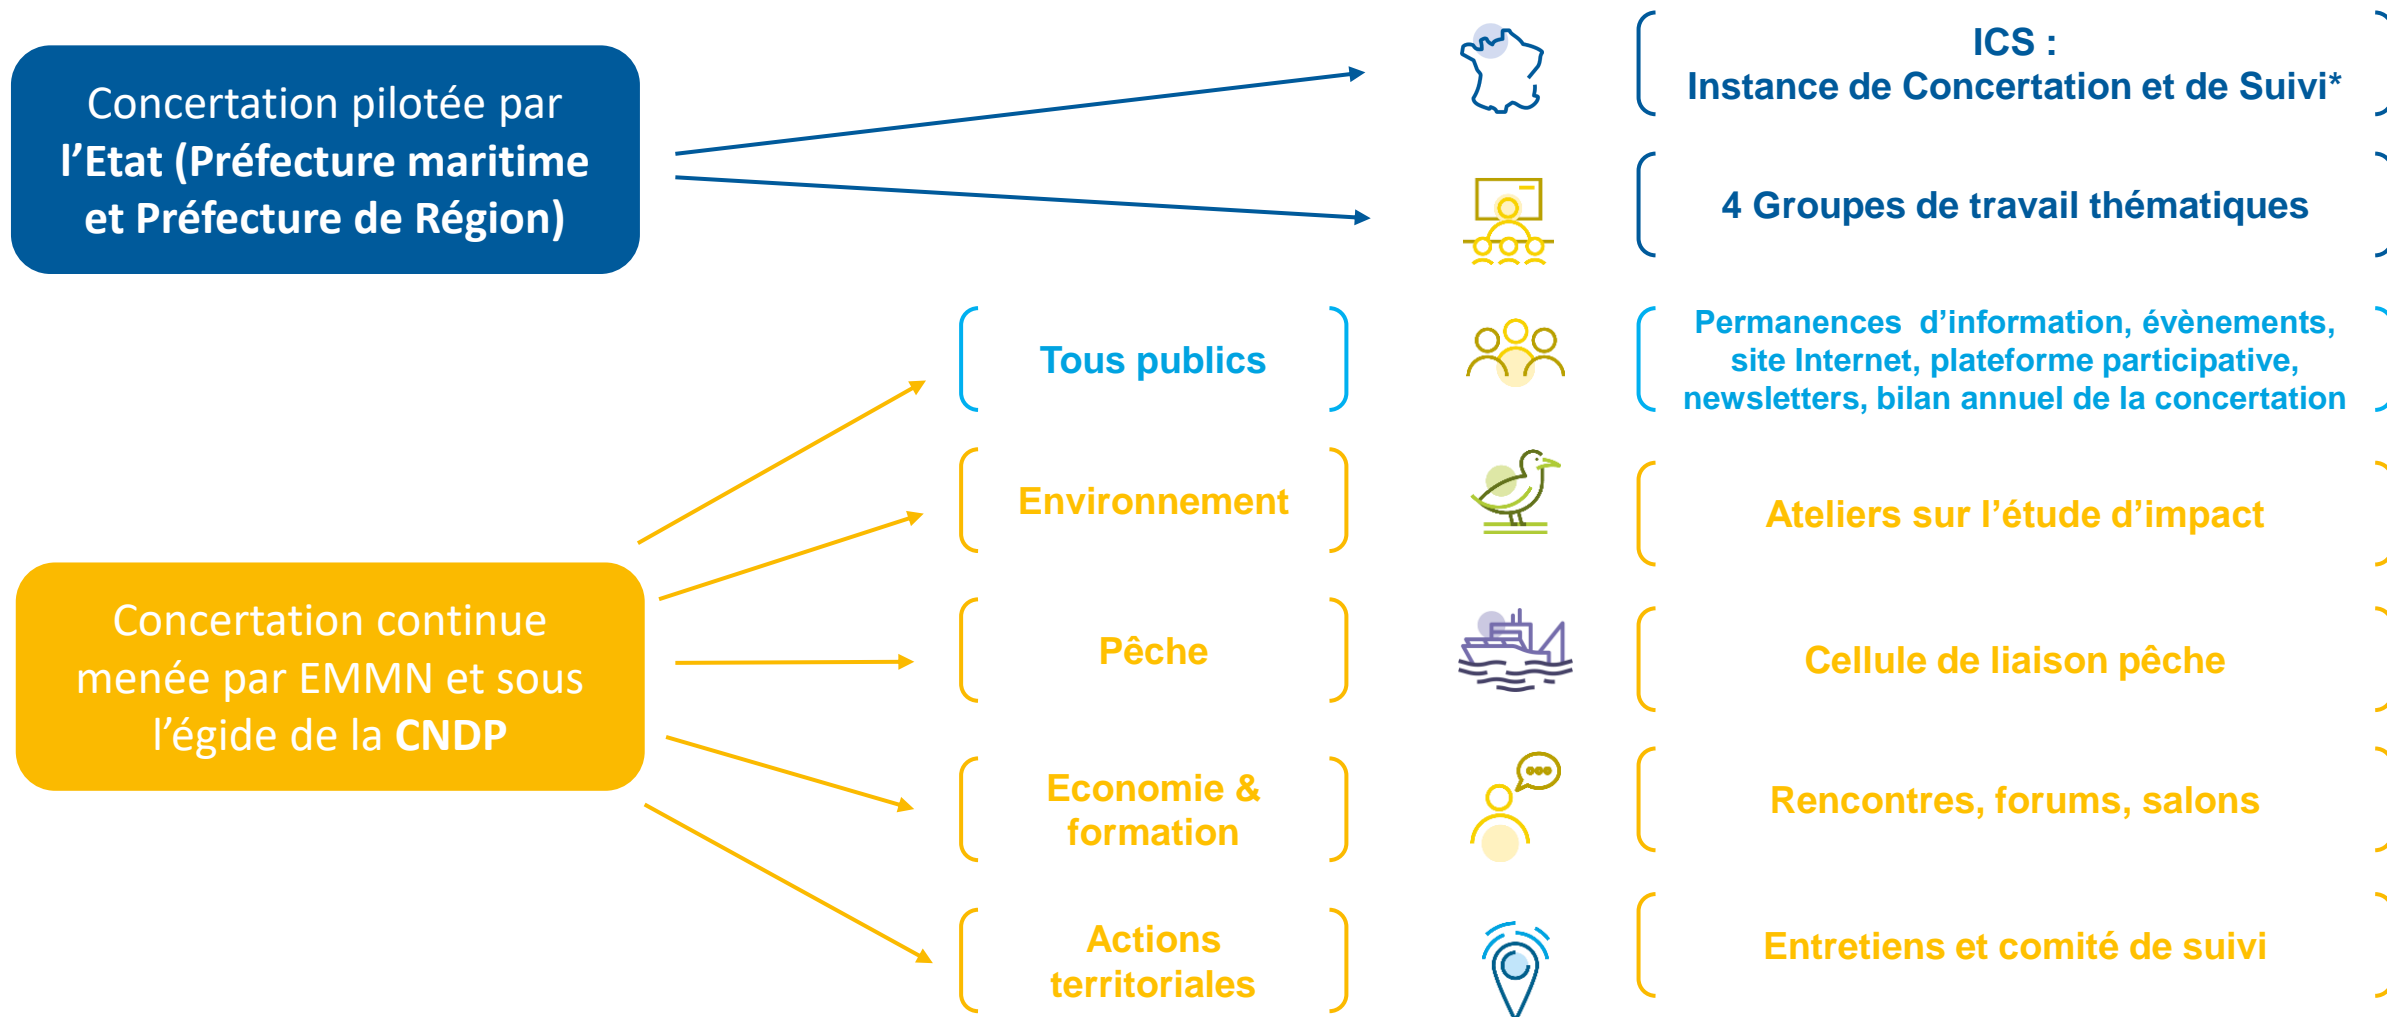 Concertation pilotée par
l’Etat (Préfecture maritime
et Préfecture de Région)
ICS :
Instance de Concertation et de Suivi*
4 Groupes de travail thématiques
Concertation continue
menée par EMMN et sous
l’égide de la CNDP
Tous publics
Permanences d’information, évènements,
site Internet, plateforme participative,
newsletters, bilan annuel de la concertation
Environnement
Ateliers sur l’étude d’impact
Pêche
Cellule de liaison pêche
Economie &
formation
Rencontres, forums, salons
Actions
territoriales
Entretiens et comité de suivi